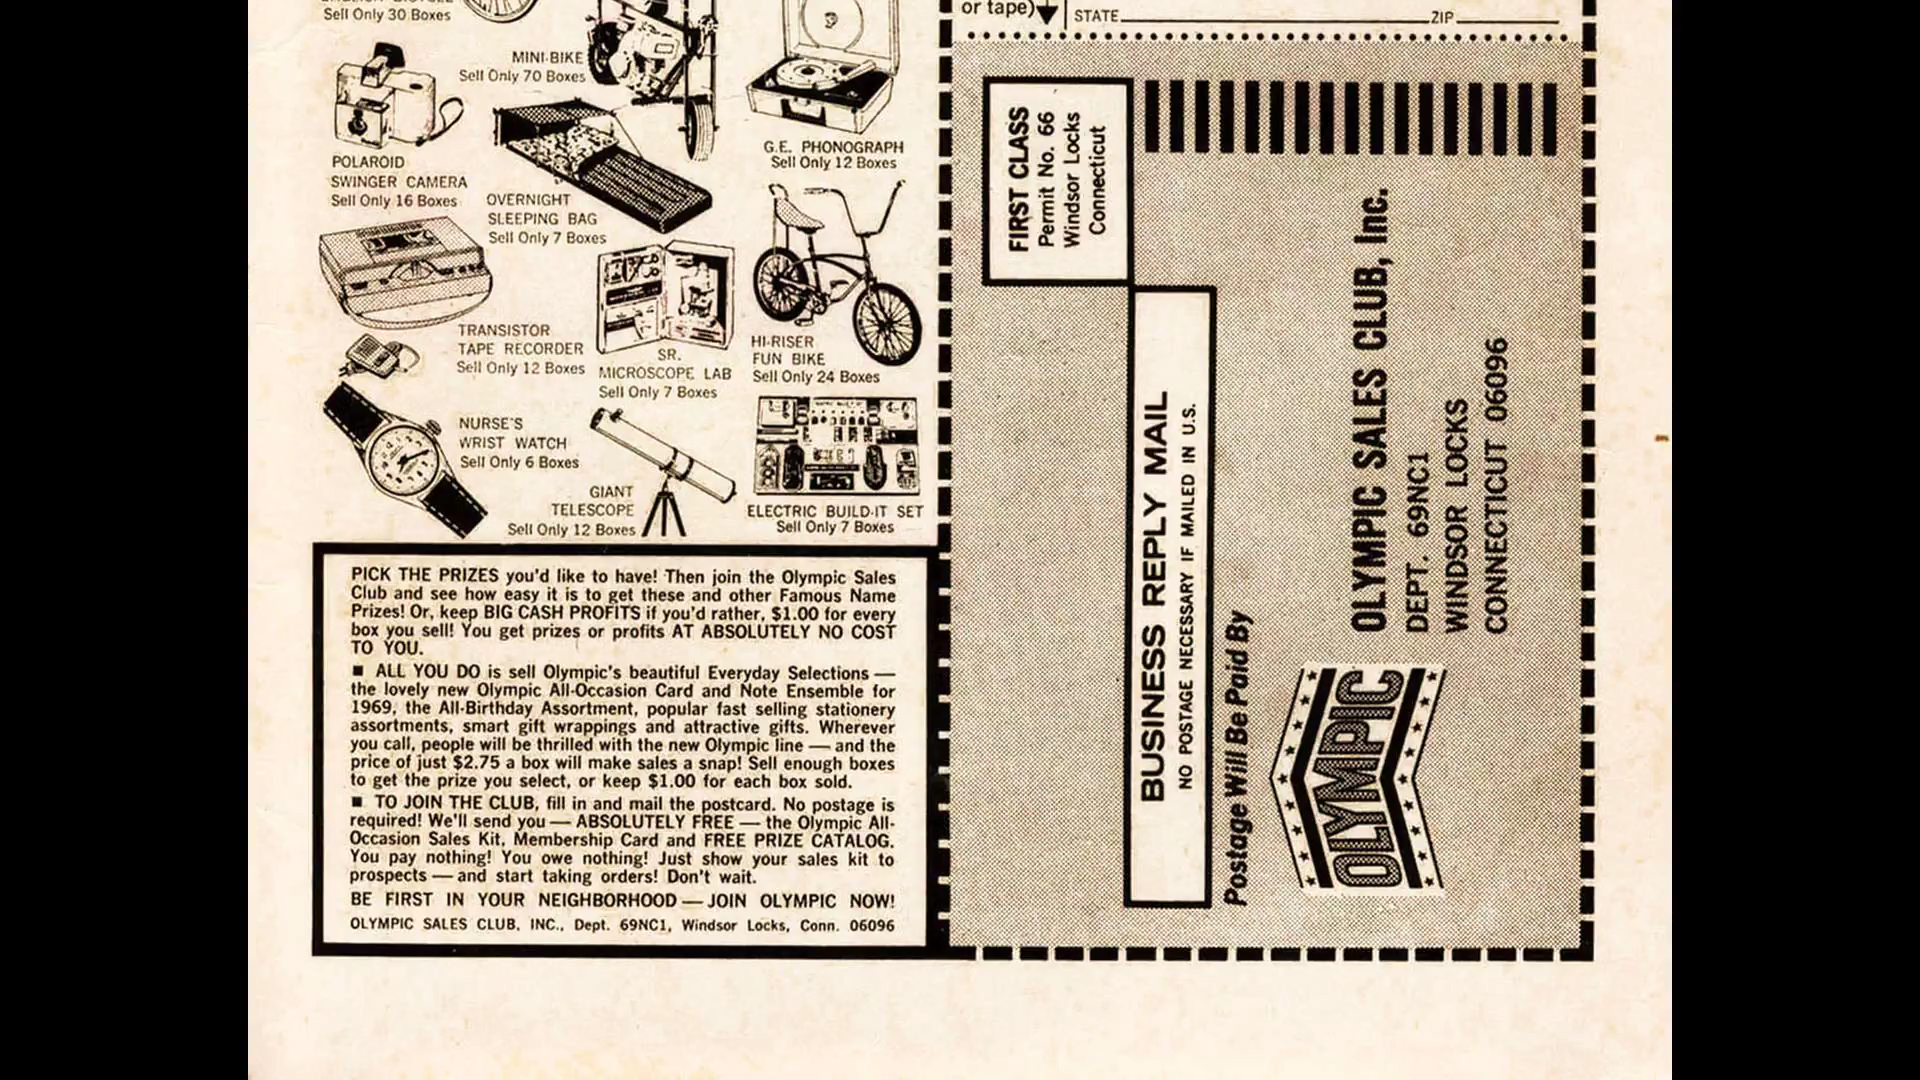 Sell Only 30 Boxes
MINI-BIKE
Sell Only 70 Boxes
POLAROID
SWINGER CAMERA
Sell Only 16 Boxes
OVERNIGHT
SLEEPING BAG
Sell Only 7 Boxes
G.E. PHONOGRAPH
Sell Only 12 Boxes
TRANSISTOR
TAPE RECORDER
Sell Only 12 Boxes
SR.
MICROSCOPE LAB
Sell Only 7 Boxes
HI-RISER
FUN BIKE
Sell Only 24 Boxes
NURSE'S
WRIST WATCH
Sell Only 6 Boxes
GIANT
TELESCOPE
Sell Only 12 Boxes
ELECTRIC BUILD-IT SET
Sell Only 7 Boxes
PICK THE PRIZES you'd like to have! Then join the Olympic Sales
Club and see how easy it is to get these and other Famous Name
Prizes! Or, keep BIG CASH PROFITS if you'd rather, $1.00 for every
box you sell! You get prizes or profits AT ABSOLUTELY NO COST
TO YOU.
■ ALL YOU DO is sell Olympic's beautiful Everyday Selections —
the lovely new Olympic All-Occasion Card and Note Ensemble for
1969, the All-Birthday Assortment, popular fast selling stationery
assortments, smart gift wrappings and attractive gifts. Wherever
you call, people will be thrilled with the new Olympic line — and the
price of just $2.75 a box will make sales a snap! Sell enough boxes
to get the prize you select, or keep $1.00 for each box sold.
■ TO JOIN THE CLUB, fill in and mail the postcard. No postage is
required! We'll send you — ABSOLUTELY FREE — the Olympic All-
Occasion Sales Kit, Membership Card and FREE PRIZE CATALOG.
You pay nothing! You owe nothing! Just show your sales kit to
prospects — and start taking orders! Don't wait.
BE FIRST IN YOUR NEIGHBORHOOD — JOIN OLYMPIC NOW!
OLYMPIC SALES CLUB, INC., Dept. 69NC1, Windsor Locks, Conn. 06096
or tape)
STATE ZIP
FIRST CLASS
Permit No. 66
Windsor Locks
Connecticut
BUSINESS REPLY MAIL
NO POSTAGE NECESSARY IF MAILED IN U.S.
Postage Will Be Paid By
OLYMPIC
OLYMPIC SALES CLUB, Inc.
DEPT. 69NC1
WINDSOR LOCKS
CONNECTICUT 06096